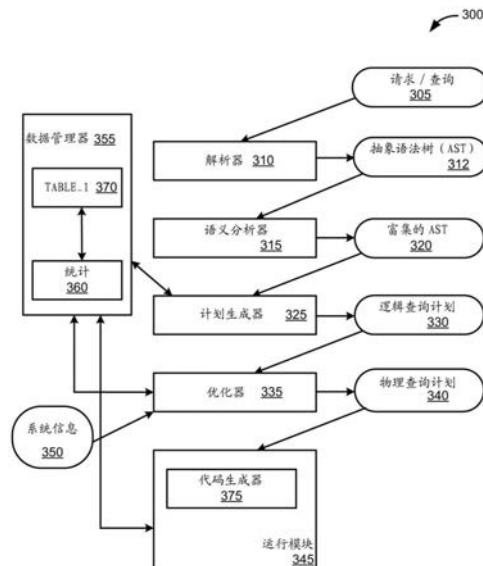 300
请求 / 查询
305
数据管理器 355
解析器 310
抽象语法树（AST）
312
TABLE_1 370
语义分析器 315
富集的 AST
320
统计
360
计划生成器 325
逻辑查询计划
330
优化器 335
物理查询计划
340
系统信息
350
代码生成器
375
运行模块
345